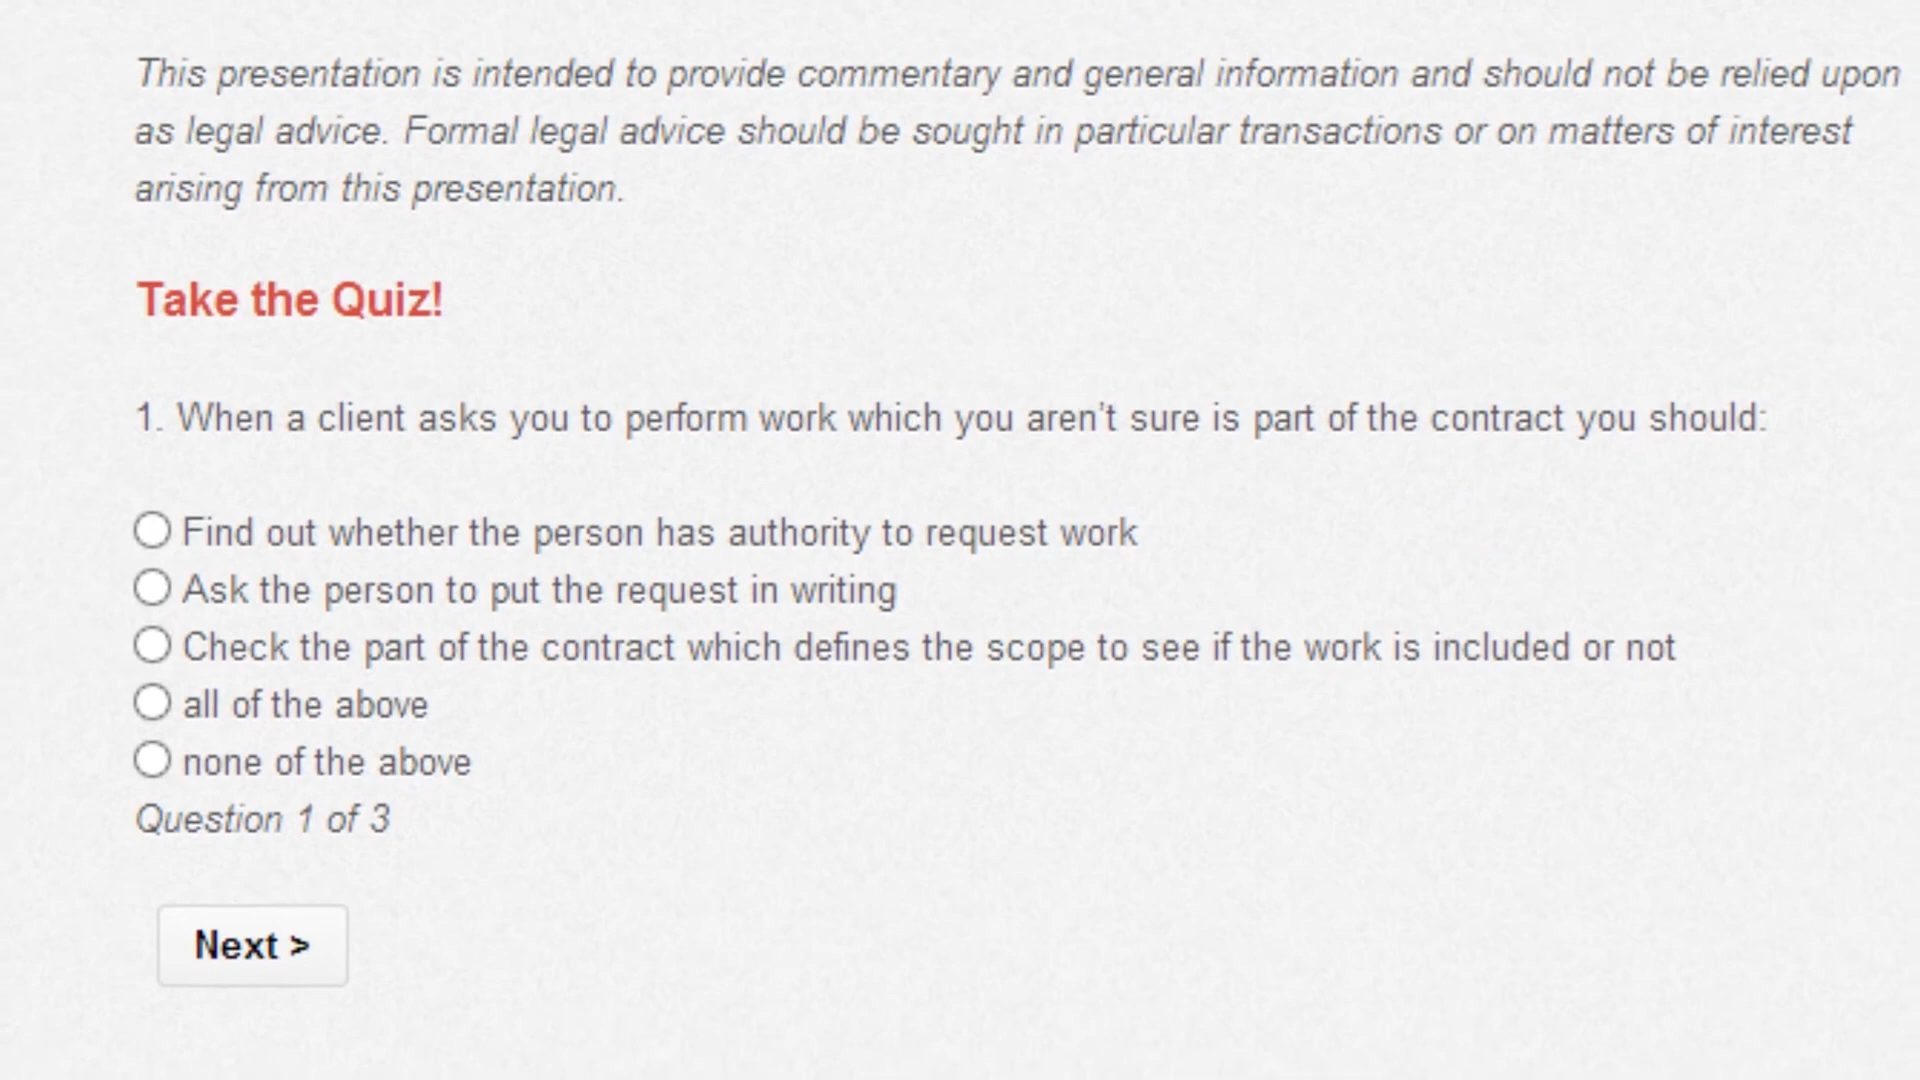 This presentation is intended to provide commentary and general information and should not be relied upon
as legal advice. Formal legal advice should be sought in particular transactions or on matters of interest
arising from this presentation.
Take the Quiz!
1. When a client asks you to perform work which you aren't sure is part of the contract you should:
Find out whether the person has authority to request work
Ask the person to put the request in writing
Check the part of the contract which defines the scope to see if the work is included or not
all of the above
none of the above
Question 1 of 3
Next >